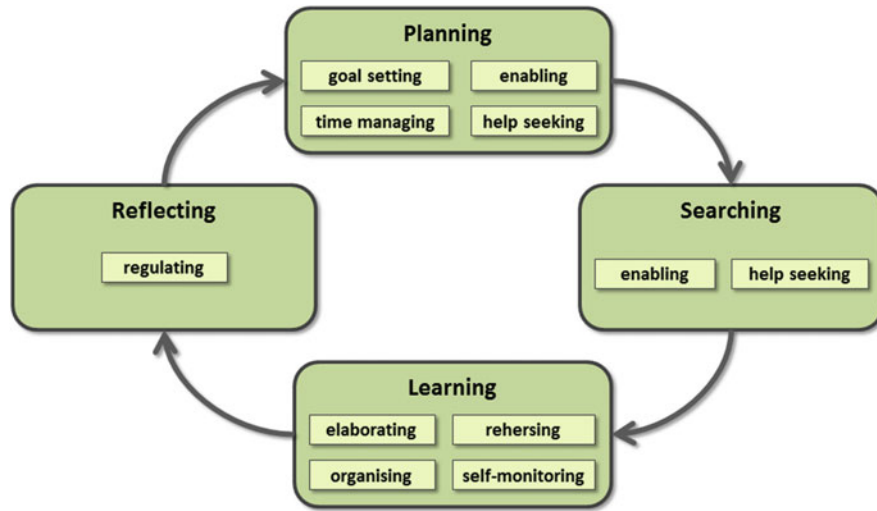 Planning
goal setting
enabling
time managing
help seeking
Reflecting
regulating
Searching
enabling
help seeking
Learning
elaborating
rehersing
organising
self-monitoring